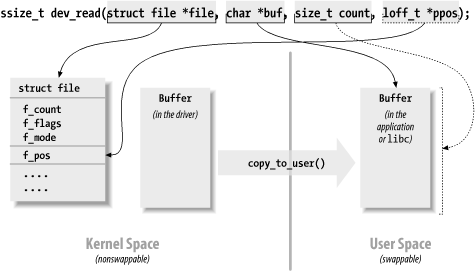 ssize_t dev_read(struct file *file, char *buf, size_t count, loff_t *ppos);
struct file
f_count
f_flags
f_mode
f_pos
....
....
Buffer
(in the driver)
copy_to_user()
Buffer
(in the
application
or libc)
Kernel Space
(nonswappable)
User Space
(swappable)